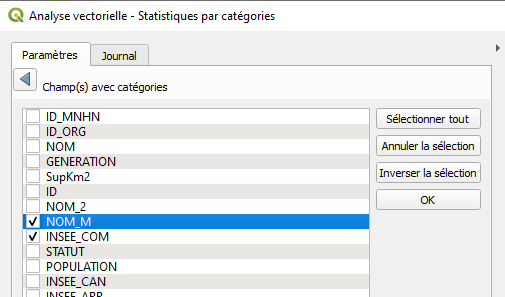 Analyse vectorielle - Statistiques par catégories
Paramètres
Journal
Champ(s) avec catégories
ID_MNHN
ID_ORG
NOM
GENERATION
SupKm2
ID
NOM_2
NOM_M
INSEE_COM
STATUT
POPULATION
INSEE_CAN
INSEE_ARR
Sélectionner tout
Annuler la sélection
Inverser la sélection
OK